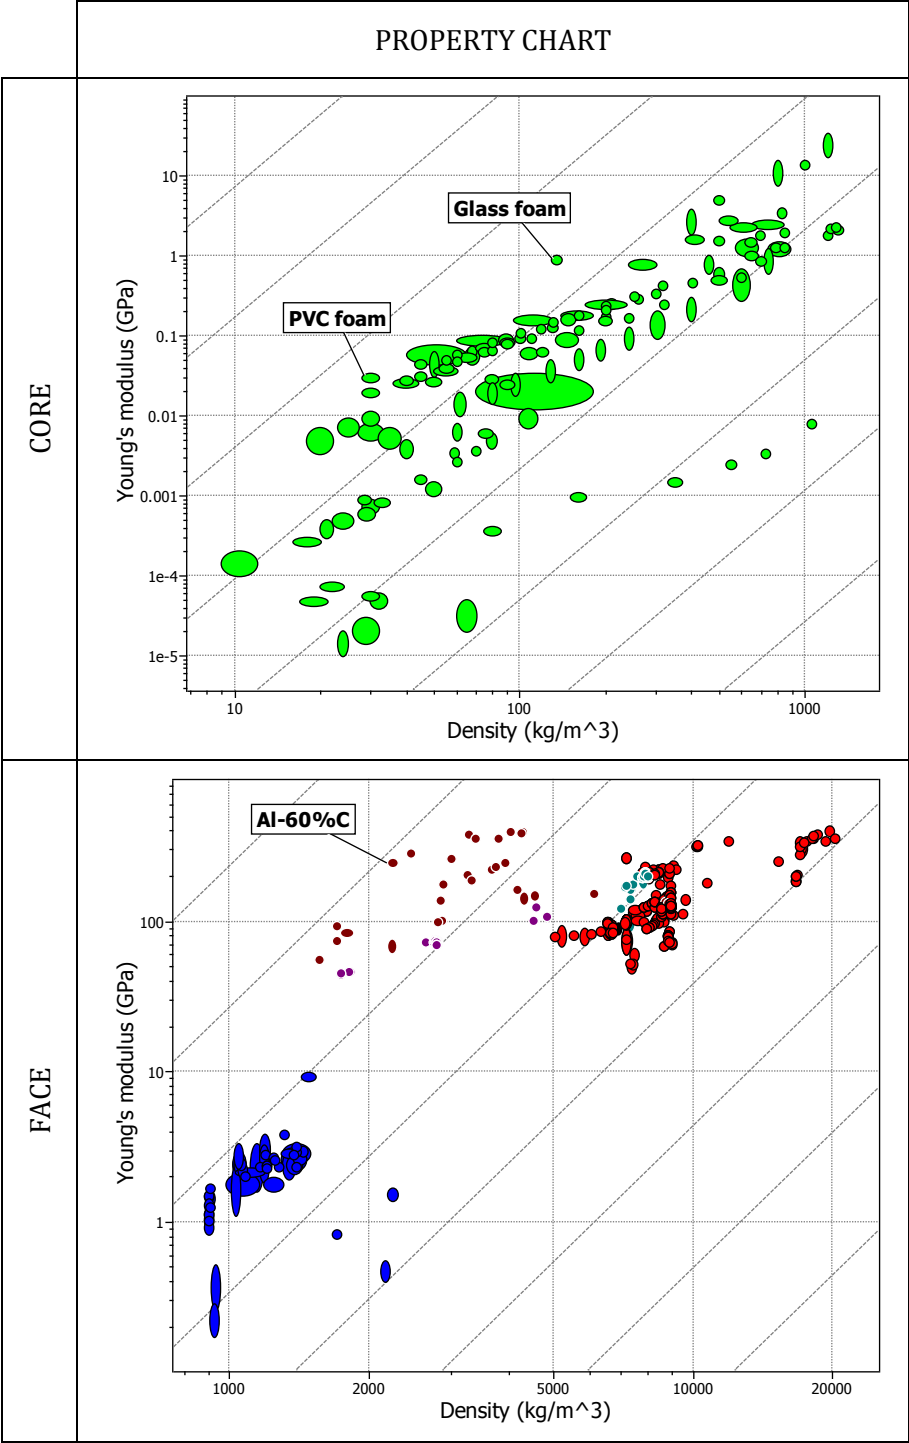 PROPERTY CHART
CORE
Young's modulus (GPa)
10
1
0.1
0.01
0.001
1e-4
1e-5
Glass foam
PVC foam
10
100
1000
Density (kg/m^3)
FACE
Young's modulus (GPa)
100
10
1
Al-60%C
1000
2000
5000
10000
20000
Density (kg/m^3)